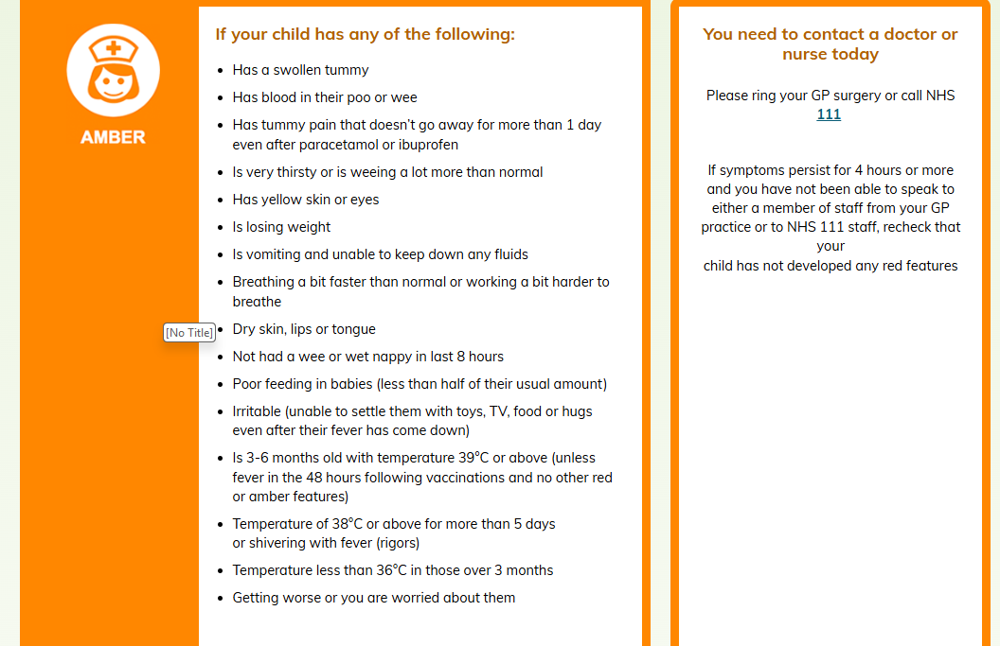 AMBER
If your child has any of the following:
• Has a swollen tummy
• Has blood in their poo or wee
• Has tummy pain that doesn't go away for more than 1 day
even after paracetamol or ibuprofen
• Is very thirsty or is weeing a lot more than normal
• Has yellow skin or eyes
• Is losing weight
• Is vomiting and unable to keep down any fluids
• Breathing a bit faster than normal or working a bit harder to
breathe
[No Title]
• Dry skin, lips or tongue
• Not had a wee or wet nappy in last 8 hours
• Poor feeding in babies (less than half of their usual amount)
• Irritable (unable to settle them with toys, TV, food or hugs
even after their fever has come down)
• Is 3-6 months old with temperature 39°C or above (unless
fever in the 48 hours following vaccinations and no other red
or amber features)
• Temperature of 38°C or above for more than 5 days
or shivering with fever (rigors)
• Temperature less than 36°C in those over 3 months
• Getting worse or you are worried about them
You need to contact a doctor or
nurse today
Please ring your GP surgery or call NHS
111
If symptoms persist for 4 hours or more
and you have not been able to speak to
either a member of staff from your GP
practice or to NHS 111 staff, recheck that
your
child has not developed any red features